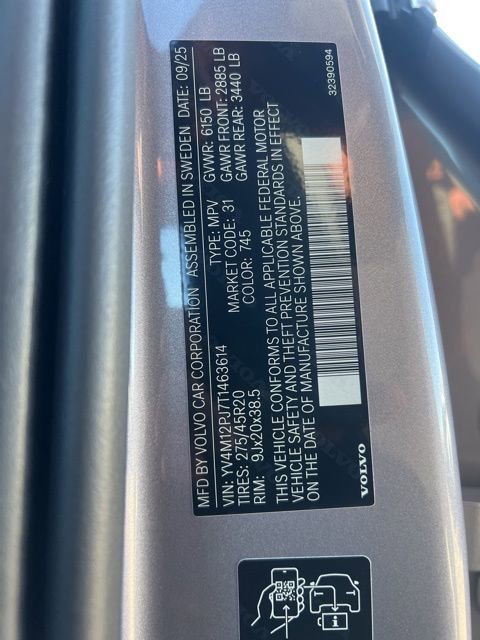 MFD BY VOLVO CAR CORPORATION ASSEMBLED IN SWEDEN DATE: 09/25
VIN: YV4M12RJ7T1463614 TYPE: MPV GVWR: 6150 LB
TIRES: 275/45R20 MARKET CODE: 31 GAWR FRONT: 2885 LB
RIM: 9Jx20x38.5 COLOR: 745 GAWR REAR: 3440 LB
THIS VEHICLE CONFORMS TO ALL APPLICABLE FEDERAL MOTOR
VEHICLE SAFETY AND THEFT PREVENTION STANDARDS IN EFFECT
ON THE DATE OF MANUFACTURE SHOWN ABOVE.
VOLVO
32390594